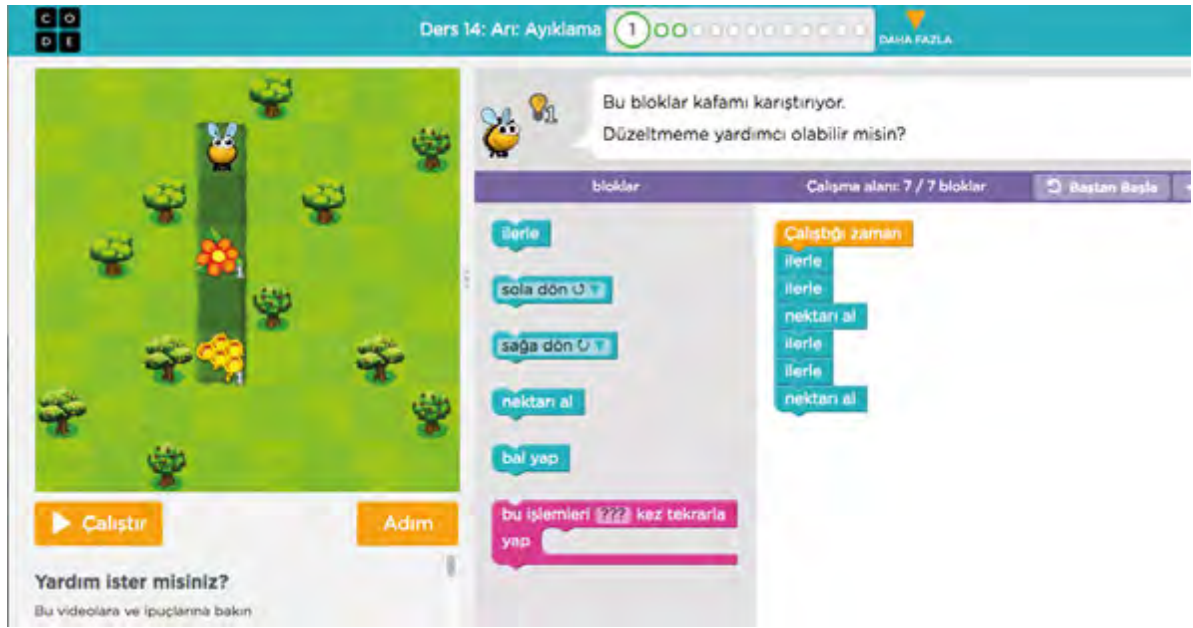 C O
D E
Ders 14: Arı: Ayıklama
1
DAHA FAZLA
1
Bu bloklar kafamı karıştırıyor.
Düzeltmeme yardımcı olabilir misin?
bloklar
Çalışma alanı: 7 / 7 bloklar
Baştan Başla
ilerle
sola dön
sağa dön
nektarı al
bal yap
bu işlemleri ??? kez tekrarla
yap
Çalıştığı zaman
ilerle
ilerle
nektarı al
ilerle
ilerle
nektarı al
1
1
Çalıştır
Adım
Yardım ister misiniz?
Bu videolara ve ipuçlarına bakın